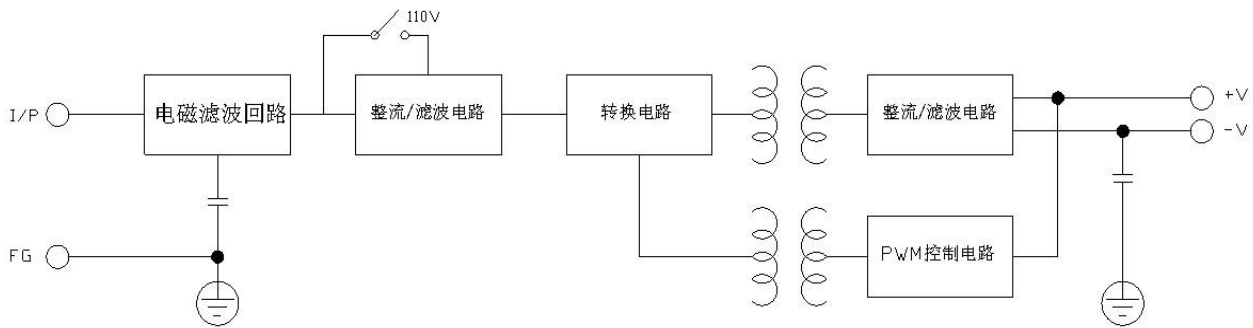 110V
I/P
电磁滤波回路
整流/滤波电路
转换电路
整流/滤波电路
+V
-V
FG
PWM控制电路